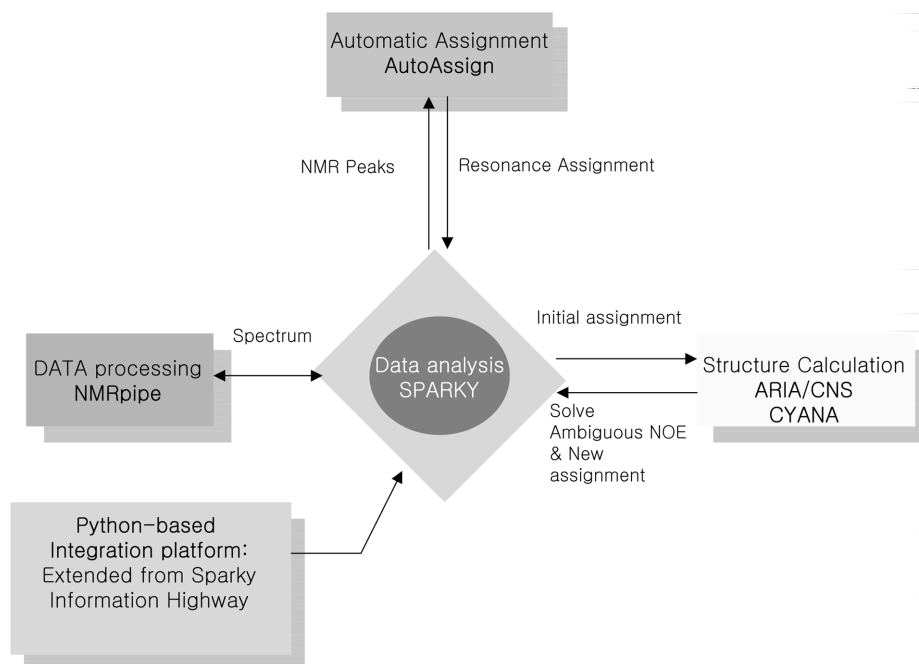 Automatic Assignment
AutoAssign
NMR Peaks
Resonance Assignment
Spectrum
Initial assignment
DATA processing
NMRpipe
Data analysis
SPARKY
Structure Calculation
ARIA/CNS
CYANA
Solve
Ambiguous NOE
& New
assignment
Python-based
Integration platform:
Extended from Sparky
Information Highway